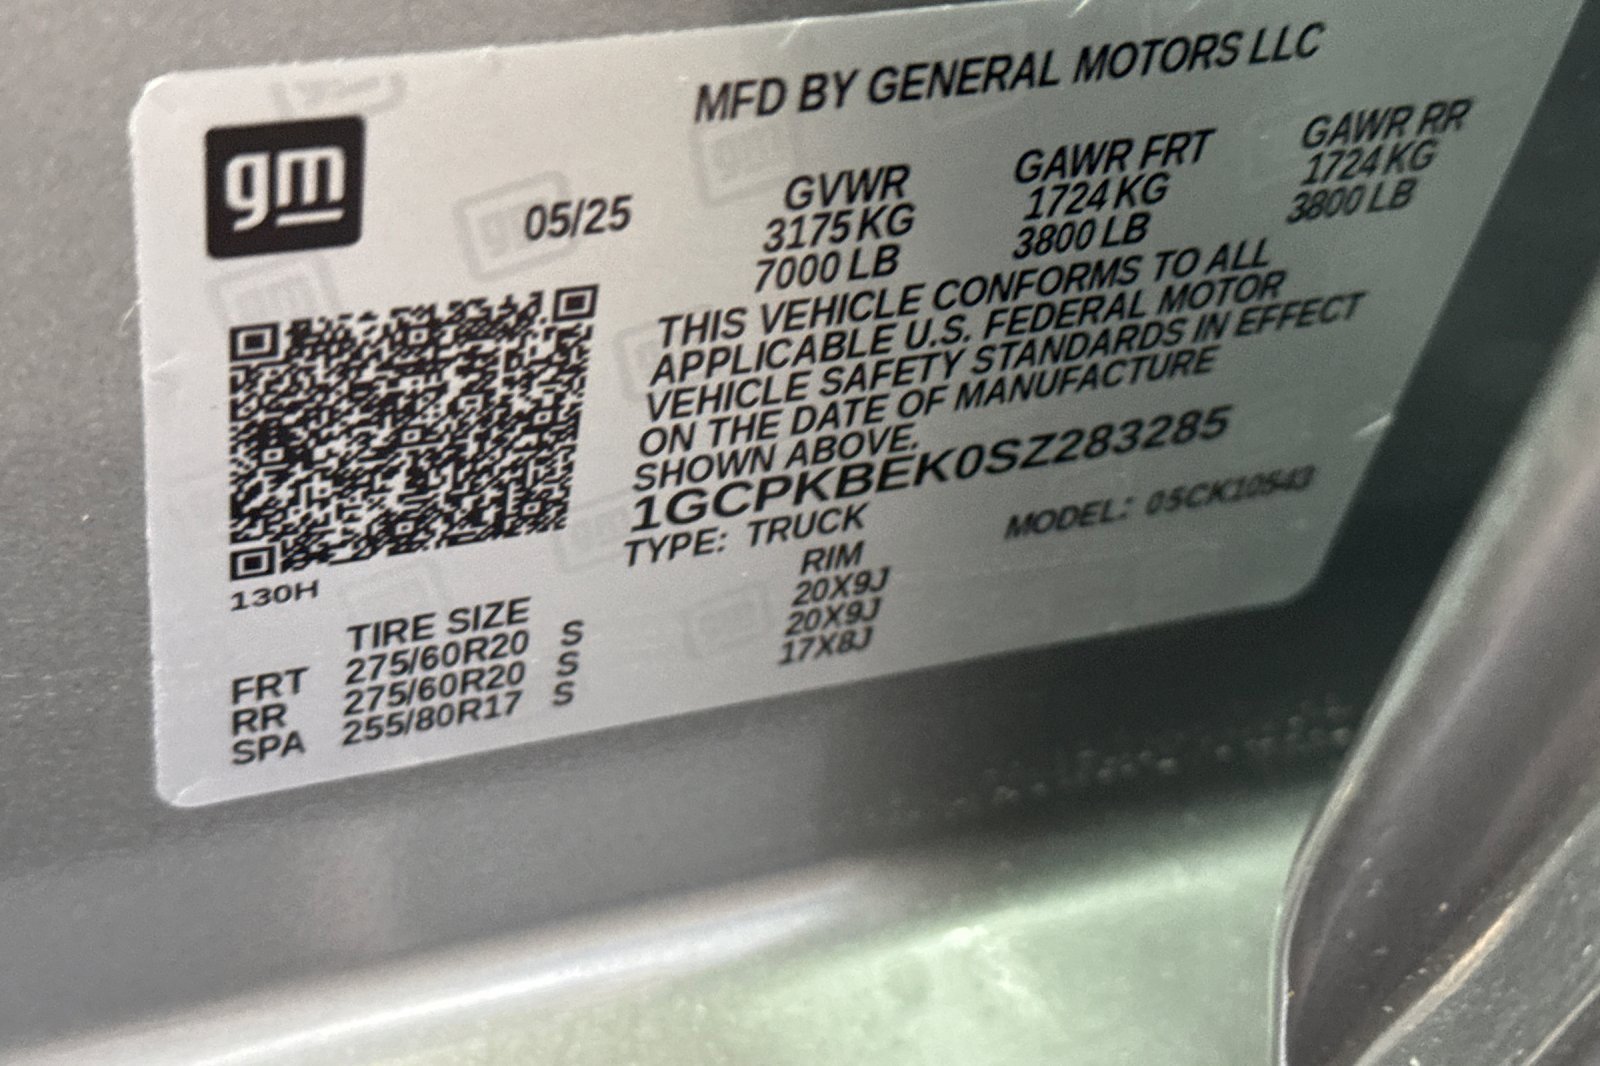 gm
MFD BY GENERAL MOTORS LLC
05/25
GVWR GAWR FRT GAWR RR
3175 KG 1724 KG 1724 KG
7000 LB 3800 LB 3800 LB
THIS VEHICLE CONFORMS TO ALL
APPLICABLE U.S. FEDERAL MOTOR
VEHICLE SAFETY STANDARDS IN EFFECT
ON THE DATE OF MANUFACTURE
SHOWN ABOVE.
1GCPKBEK0SZ283285
TYPE: TRUCK MODEL: 05CK10543
130H
TIRE SIZE RIM
FRT 275/60R20 S 20X9J
RR 275/60R20 S 20X9J
SPA 255/80R17 S 17X8J